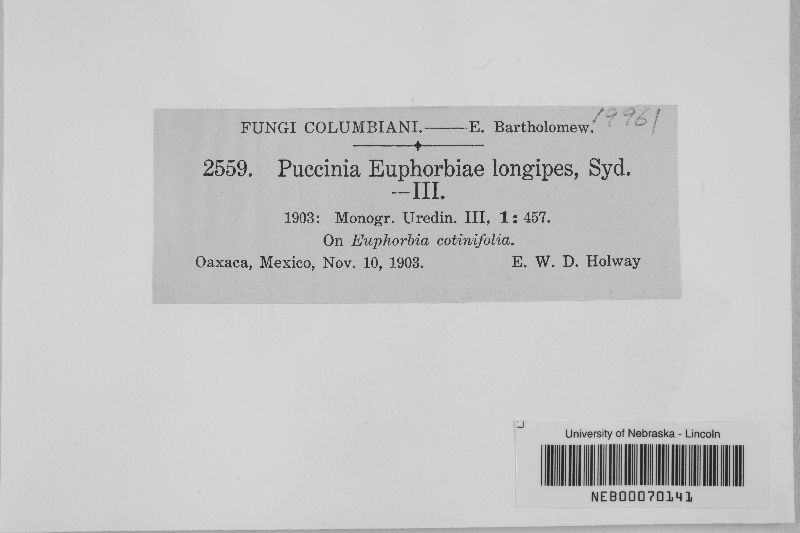 FUNGI COLUMBIANI.——E. Bartholomew. 19961
2559. Puccinia Euphorbiae longipes, Syd.
—III.
1903: Monogr. Uredin. III, 1: 457.
On Euphorbia cotinifolia.
Oaxaca, Mexico, Nov. 10, 1903. E. W. D. Holway
University of Nebraska - Lincoln
NEB00070141